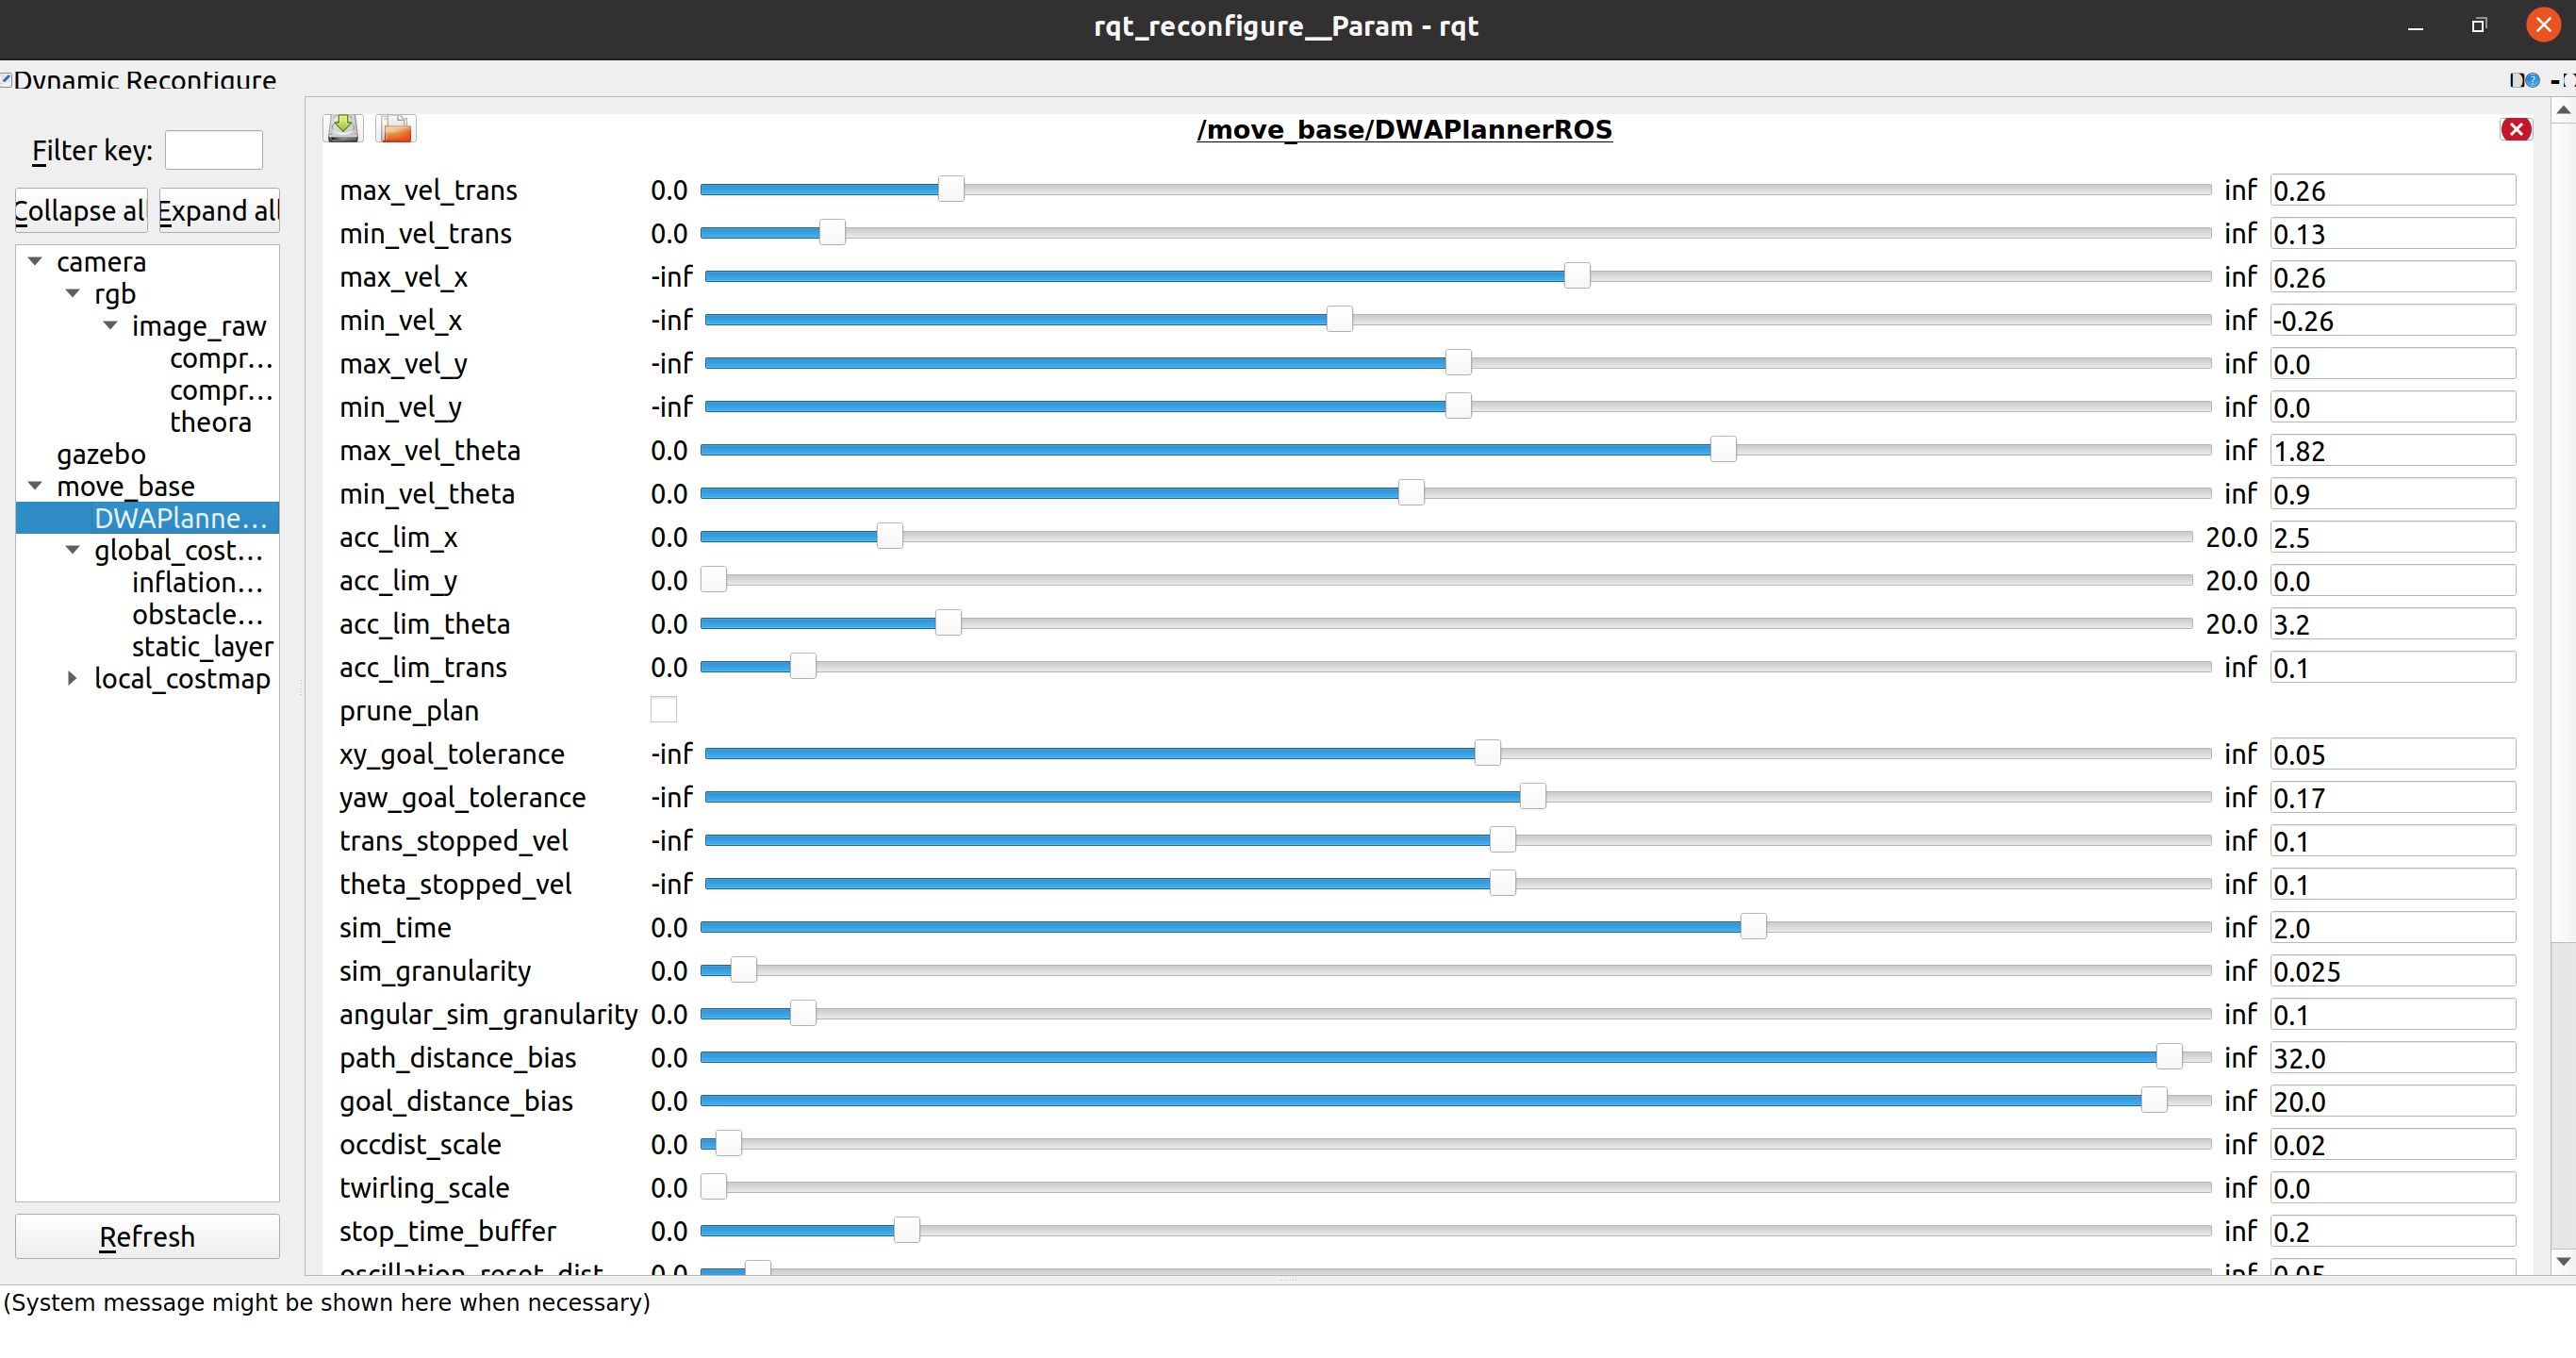 rqt_reconfigure__Param - rqt
Dynamic Reconfigure
/move_base/DWAPlannerROS
Filter key:
Collapse all Expand all
camera
rgb
image_raw
compr...
compr...
theora
gazebo
move_base
DWAPlanne...
global_cost...
inflation...
obstacle...
static_layer
local_costmap
Refresh
max_vel_trans 0.0 inf 0.26
min_vel_trans 0.0 inf 0.13
max_vel_x -inf inf 0.26
min_vel_x -inf inf -0.26
max_vel_y -inf inf 0.0
min_vel_y -inf inf 0.0
max_vel_theta 0.0 inf 1.82
min_vel_theta 0.0 inf 0.9
acc_lim_x 0.0 20.0 2.5
acc_lim_y 0.0 20.0 0.0
acc_lim_theta 0.0 20.0 3.2
acc_lim_trans 0.0 inf 0.1
prune_plan
xy_goal_tolerance -inf inf 0.05
yaw_goal_tolerance -inf inf 0.17
trans_stopped_vel -inf inf 0.1
theta_stopped_vel -inf inf 0.1
sim_time 0.0 inf 2.0
sim_granularity 0.0 inf 0.025
angular_sim_granularity 0.0 inf 0.1
path_distance_bias 0.0 inf 32.0
goal_distance_bias 0.0 inf 20.0
occdist_scale 0.0 inf 0.02
twirling_scale 0.0 inf 0.0
stop_time_buffer 0.0 inf 0.2
oscillation_reset_dist 0.0 inf 0.05
(System message might be shown here when necessary)